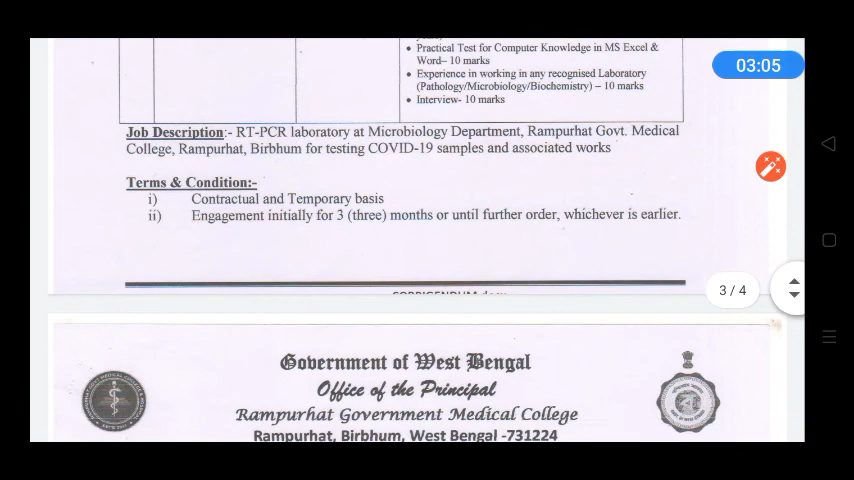 • Practical Test for Computer Knowledge in MS Excel &
Word– 10 marks
• Experience in working in any recognised Laboratory
(Pathology/Microbiology/Biochemistry) – 10 marks
• Interview- 10 marks
03:05
Job Description:- RT-PCR laboratory at Microbiology Department, Rampurhat Govt. Medical
College, Rampurhat, Birbhum for testing COVID-19 samples and associated works
Terms & Condition:-
i) Contractual and Temporary basis
ii) Engagement initially for 3 (three) months or until further order, whichever is earlier.
3 / 4
Government of West Bengal
Office of the Principal
Rampurhat Government Medical College
Rampurhat, Birbhum, West Bengal -731224